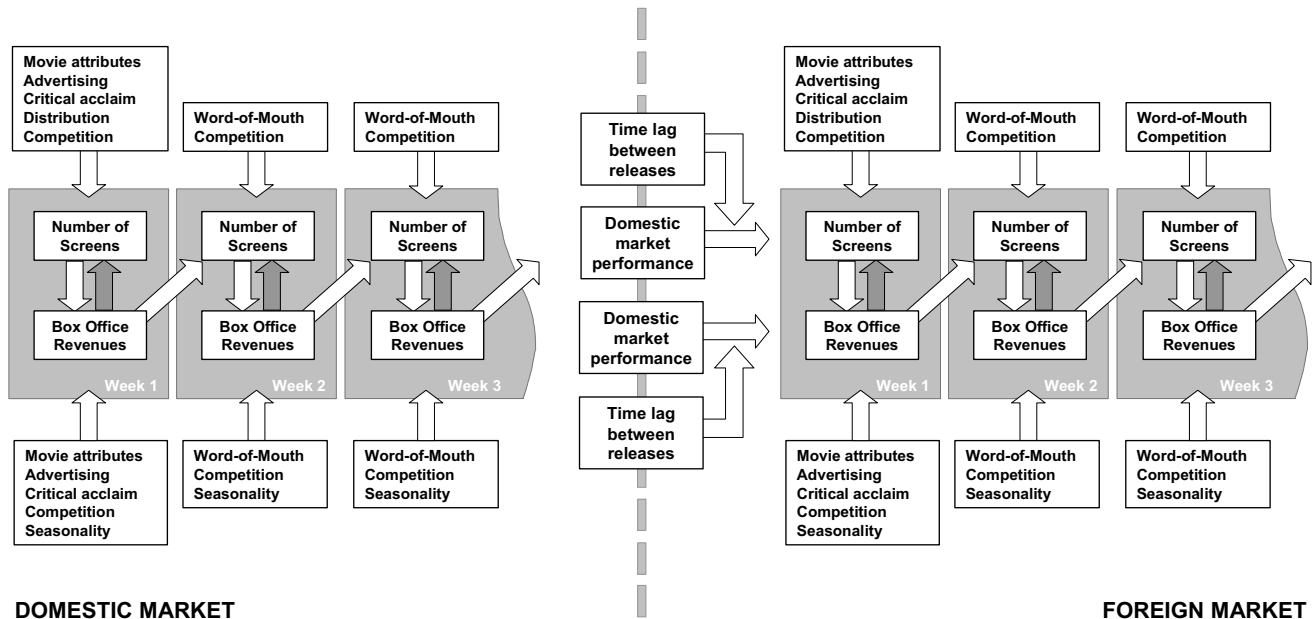 Movie attributes
Advertising
Critical acclaim
Distribution
Competition
Word-of-Mouth
Competition
Word-of-Mouth
Competition
Number of
Screens
Box Office
Revenues
Week 1
Number of
Screens
Box Office
Revenues
Week 2
Number of
Screens
Box Office
Revenues
Week 3
Movie attributes
Advertising
Critical acclaim
Competition
Seasonality
Word-of-Mouth
Competition
Seasonality
Word-of-Mouth
Competition
Seasonality
DOMESTIC MARKET
Time lag
between
releases
Domestic
market
performance
Domestic
market
performance
Time lag
between
releases
Movie attributes
Advertising
Critical acclaim
Distribution
Competition
Word-of-Mouth
Competition
Word-of-Mouth
Competition
Number of
Screens
Box Office
Revenues
Week 1
Number of
Screens
Box Office
Revenues
Week 2
Number of
Screens
Box Office
Revenues
Week 3
Movie attributes
Advertising
Critical acclaim
Competition
Seasonality
Word-of-Mouth
Competition
Seasonality
Word-of-Mouth
Competition
Seasonality
FOREIGN MARKET